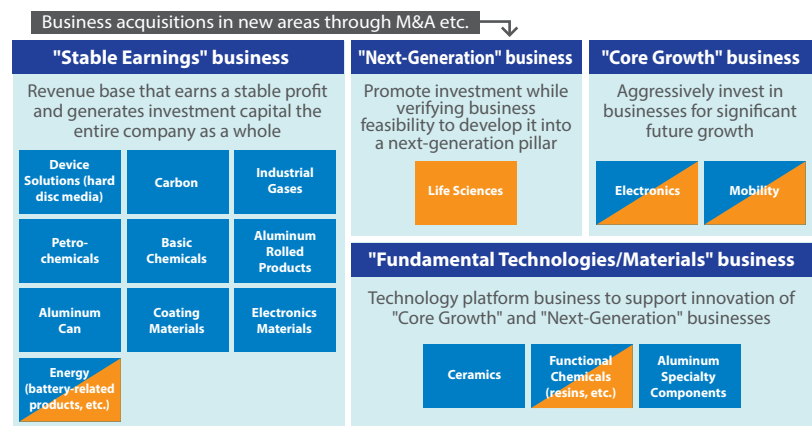 Business acquisitions in new areas through M&A etc.
"Stable Earnings" business
Revenue base that earns a stable profit
and generates investment capital the
entire company as a whole
Device
Solutions (hard
disc media)
Carbon
Industrial
Gases
Petro-
chemicals
Basic
Chemicals
Aluminum
Rolled
Products
Aluminum
Can
Coating
Materials
Electronics
Materials
Energy
(battery-related
products, etc.)
"Next-Generation" business
Promote investment while
verifying business
feasibility to develop it into
a next-generation pillar
Life Sciences
"Core Growth" business
Aggressively invest in
businesses for significant
future growth
Electronics
Mobility
"Fundamental Technologies/Materials" business
Technology platform business to support innovation of
"Core Growth" and "Next-Generation" businesses
Ceramics
Functional
Chemicals
(resins, etc.)
Aluminum
Specialty
Components